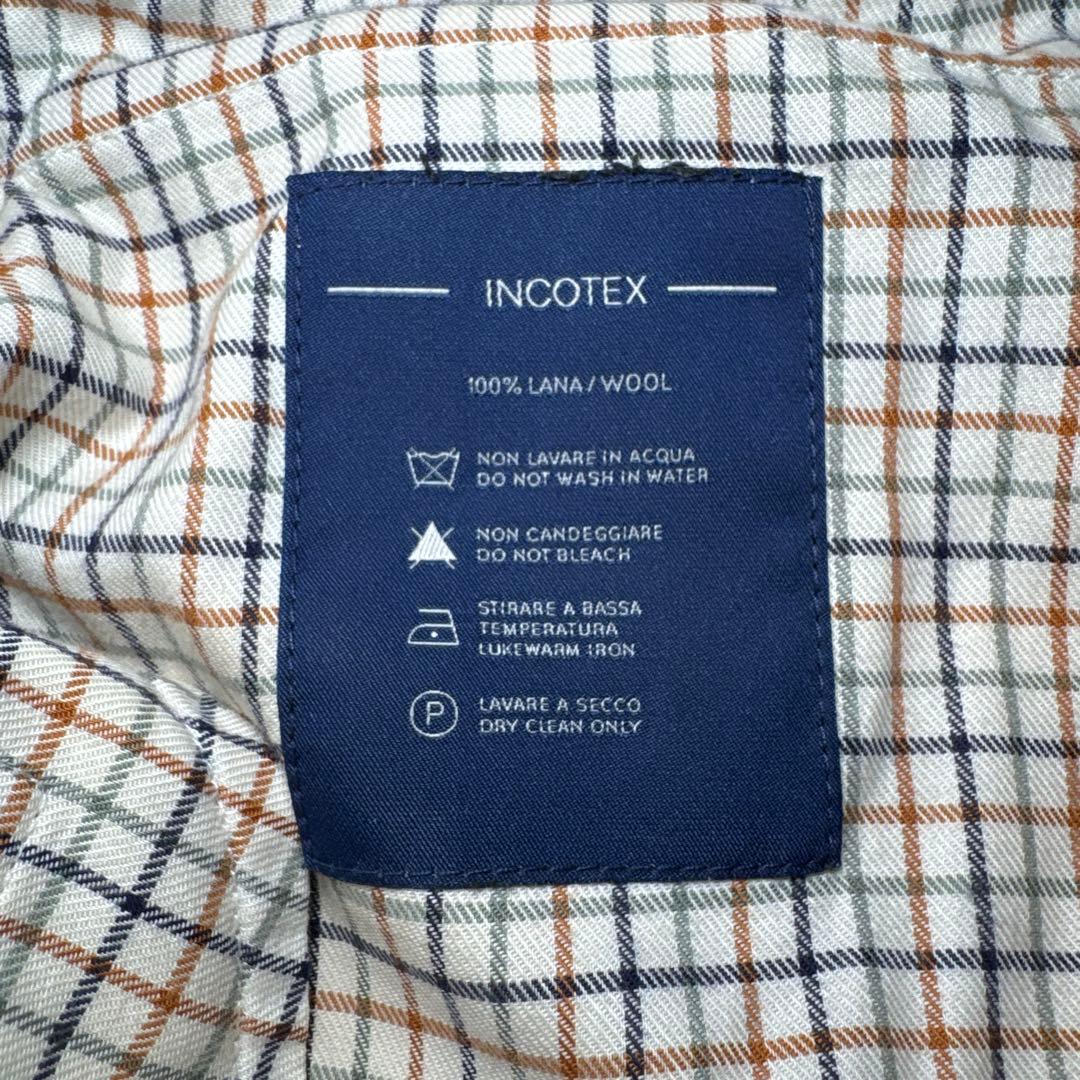 INCOTEX
100% LANA / WOOL
NON LAVARE IN ACQUA
DO NOT WASH IN WATER
NON CANDEGGIARE
DO NOT BLEACH
STIRARE A BASSA
TEMPERATURA
LUKEWARM IRON
P
LAVARE A SECCO
DRY CLEAN ONLY